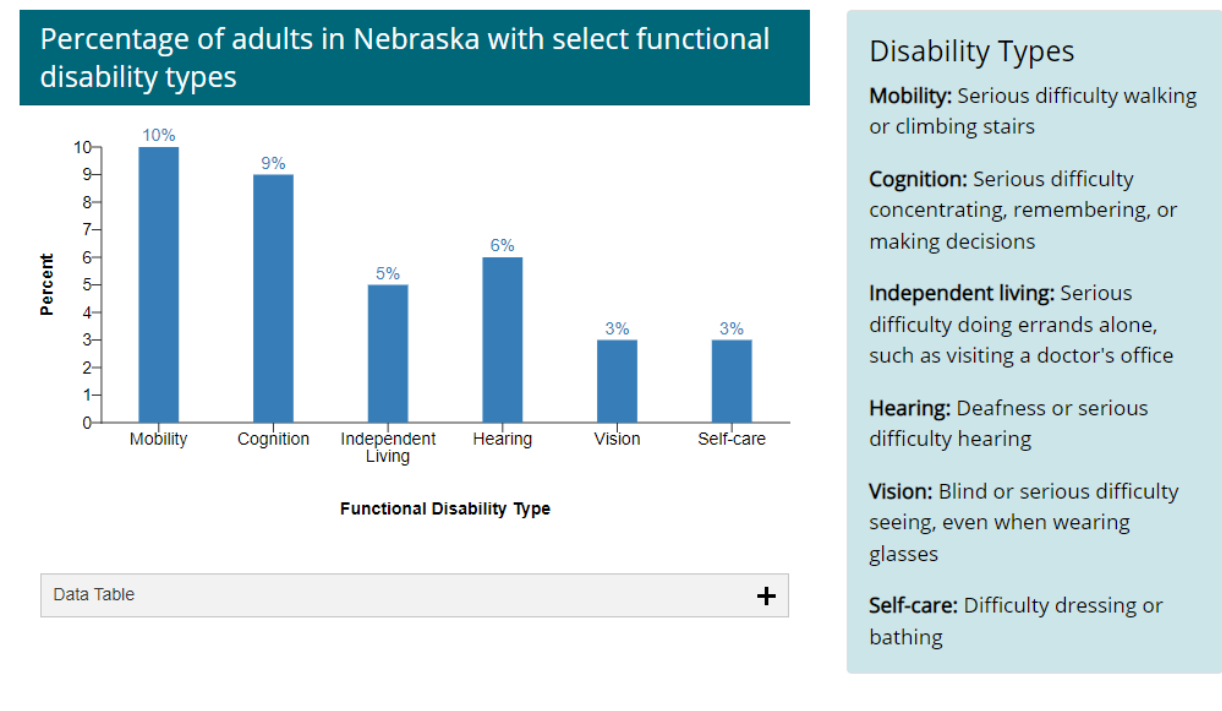 Percentage of adults in Nebraska with select functional
disability types
10%
9%
5%
6%
3%
3%
10
9
8
7
6
5
4
3
2
1
0
Percent
Mobility
Cognition
Independent
Living
Hearing
Vision
Self-care
Functional Disability Type
Data Table
Disability Types
Mobility: Serious difficulty walking
or climbing stairs
Cognition: Serious difficulty
concentrating, remembering, or
making decisions
Independent living: Serious
difficulty doing errands alone,
such as visiting a doctor's office
Hearing: Deafness or serious
difficulty hearing
Vision: Blind or serious difficulty
seeing, even when wearing
glasses
Self-care: Difficulty dressing or
bathing